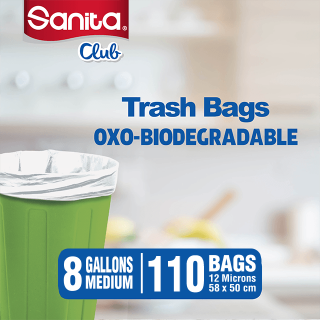 Sanita®
Club
Trash Bags
OXO-BIODEGRADABLE
8 GALLONS MEDIUM
110 BAGS
12 Microns
58 x 50 cm